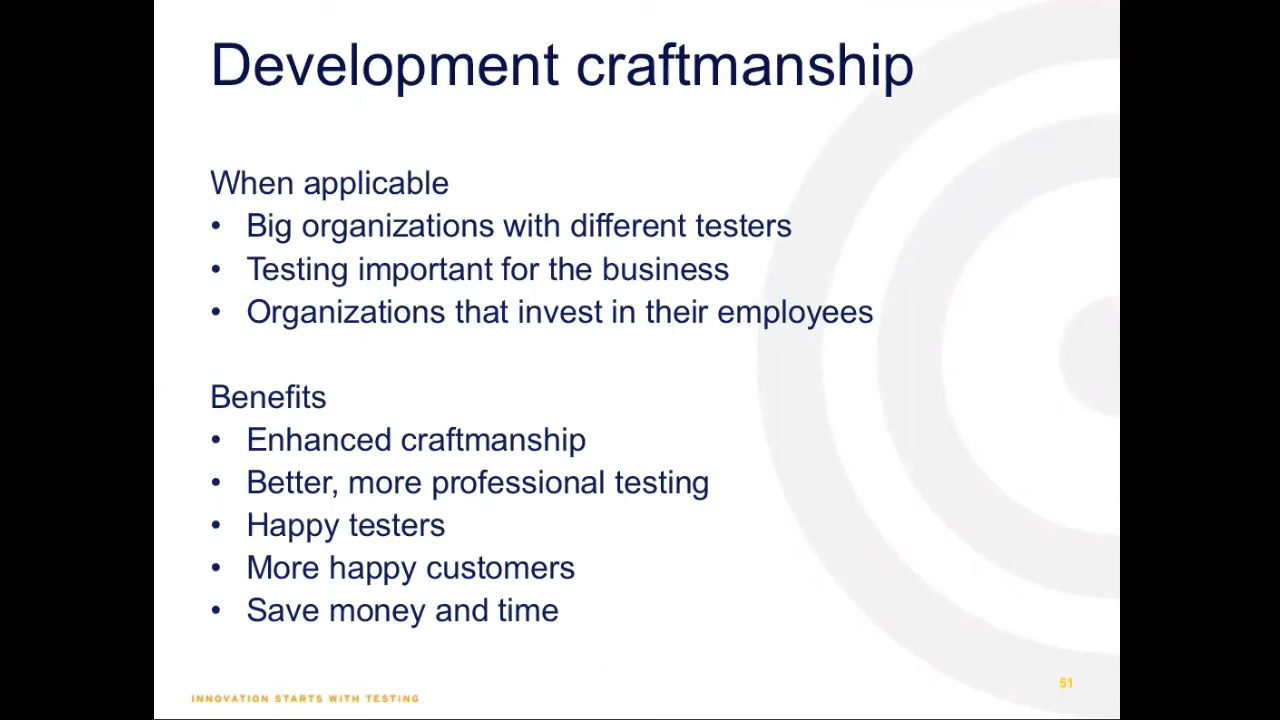 Development craftmanship
When applicable
• Big organizations with different testers
• Testing important for the business
• Organizations that invest in their employees
Benefits
• Enhanced craftmanship
• Better, more professional testing
• Happy testers
• More happy customers
• Save money and time
INNOVATION STARTS WITH TESTING
51